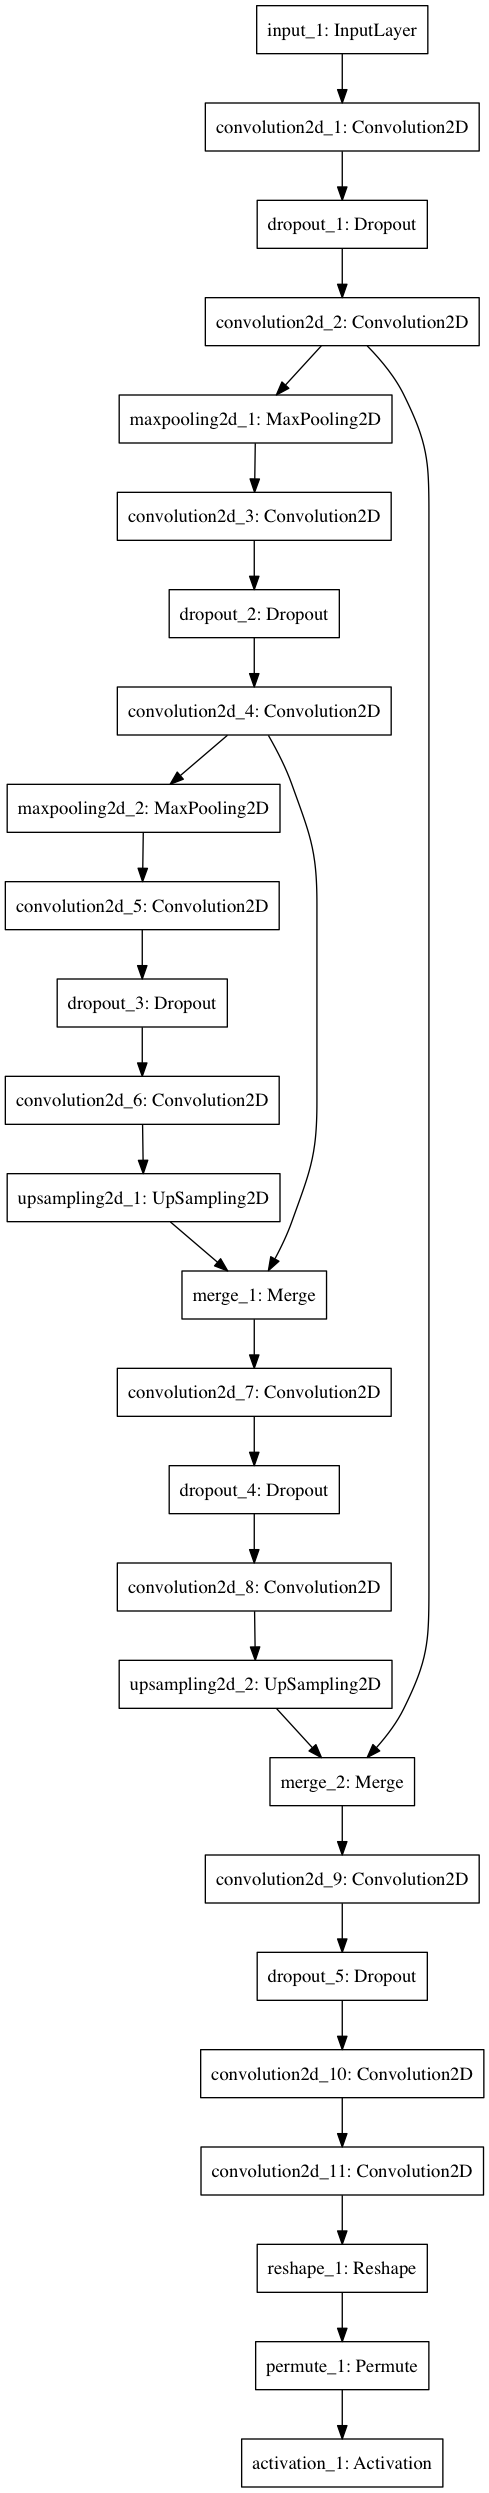 input_1: InputLayer
convolution2d_1: Convolution2D
dropout_1: Dropout
convolution2d_2: Convolution2D
maxpooling2d_1: MaxPooling2D
convolution2d_3: Convolution2D
dropout_2: Dropout
convolution2d_4: Convolution2D
maxpooling2d_2: MaxPooling2D
convolution2d_5: Convolution2D
dropout_3: Dropout
convolution2d_6: Convolution2D
upsampling2d_1: UpSampling2D
merge_1: Merge
convolution2d_7: Convolution2D
dropout_4: Dropout
convolution2d_8: Convolution2D
upsampling2d_2: UpSampling2D
merge_2: Merge
convolution2d_9: Convolution2D
dropout_5: Dropout
convolution2d_10: Convolution2D
convolution2d_11: Convolution2D
reshape_1: Reshape
permute_1: Permute
activation_1: Activation